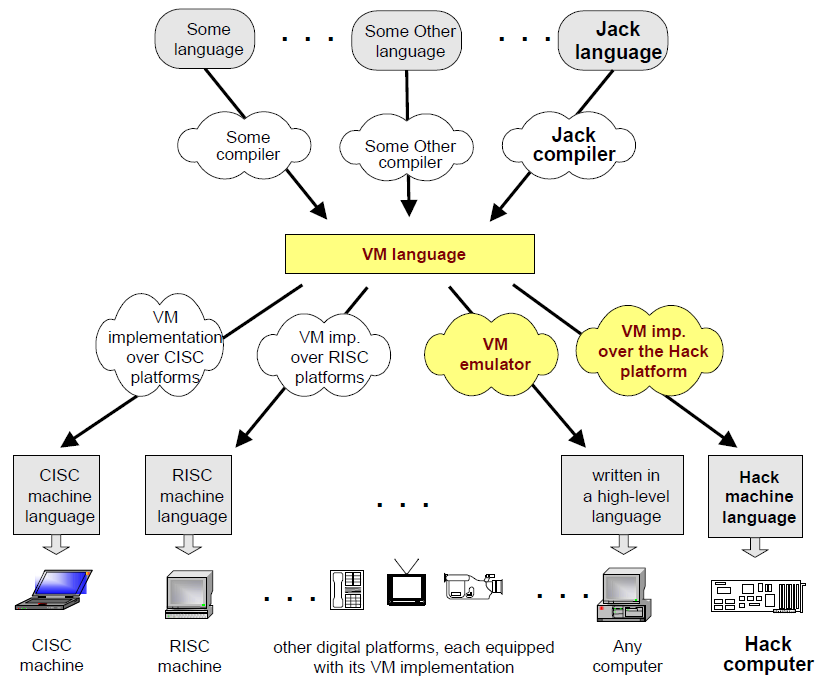 Some
language
. . .
Some Other
language
. . .
Jack
language
Some
compiler
Some Other
compiler
Jack
compiler
VM language
VM
implementation
over CISC
platforms
VM imp.
over RISC
platforms
VM
emulator
VM imp.
over the Hack
platform
CISC
machine
language
RISC
machine
language
. . .
written in
a high-level
language
Hack
machine
language
. . .
. . .
CISC
machine
RISC
machine
other digital platforms, each equipped
with its VM implementation
Any
computer
Hack
computer